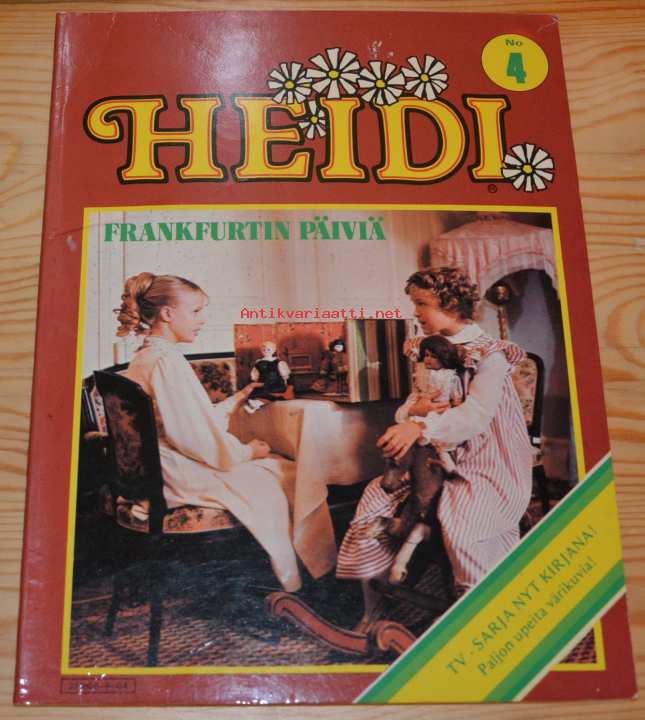 No
4
HEIDI
®
FRANKFURTIN PÄIVIÄ
Antikvariaatti.net
TV - SARJA NYT KIRJANA!
Paljon upeita värikuvia!